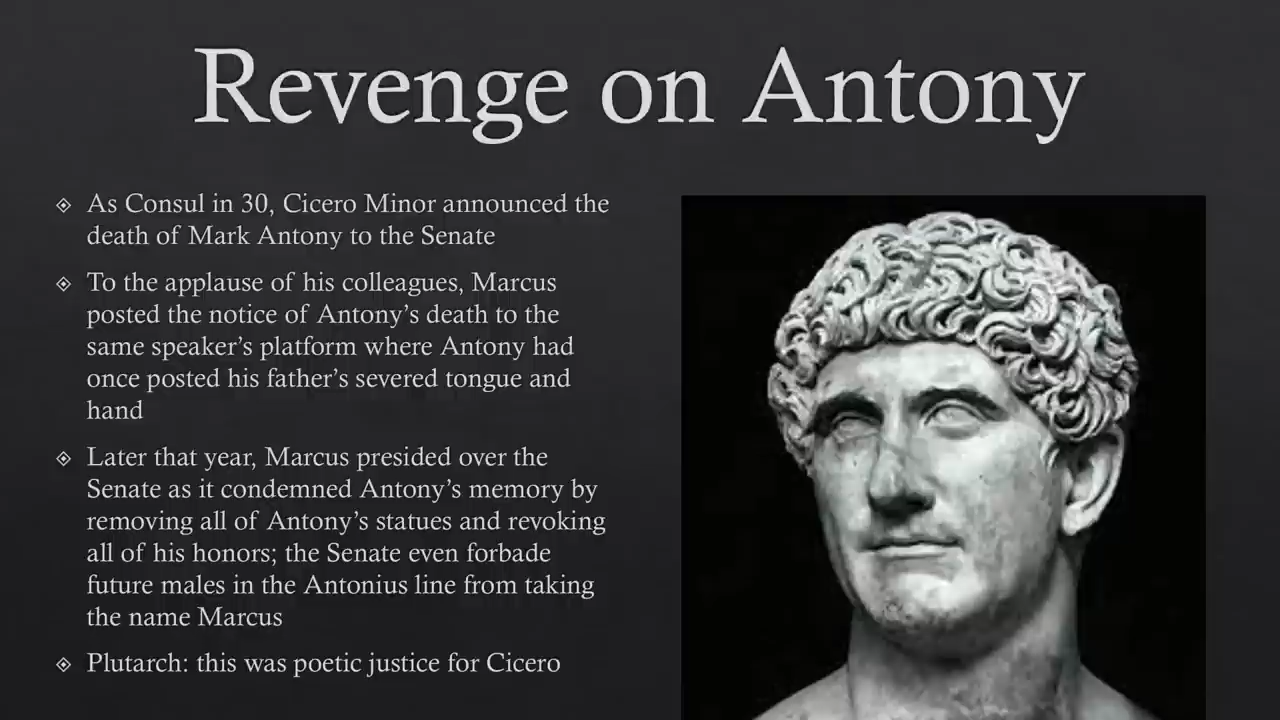 Revenge on Antony
As Consul in 30, Cicero Minor announced the
death of Mark Antony to the Senate
To the applause of his colleagues, Marcus
posted the notice of Antony’s death to the
same speaker’s platform where Antony had
once posted his father’s severed tongue and
hand
Later that year, Marcus presided over the
Senate as it condemned Antony’s memory by
removing all of Antony’s statues and revoking
all of his honors; the Senate even forbade
future males in the Antonius line from taking
the name Marcus
Plutarch: this was poetic justice for Cicero